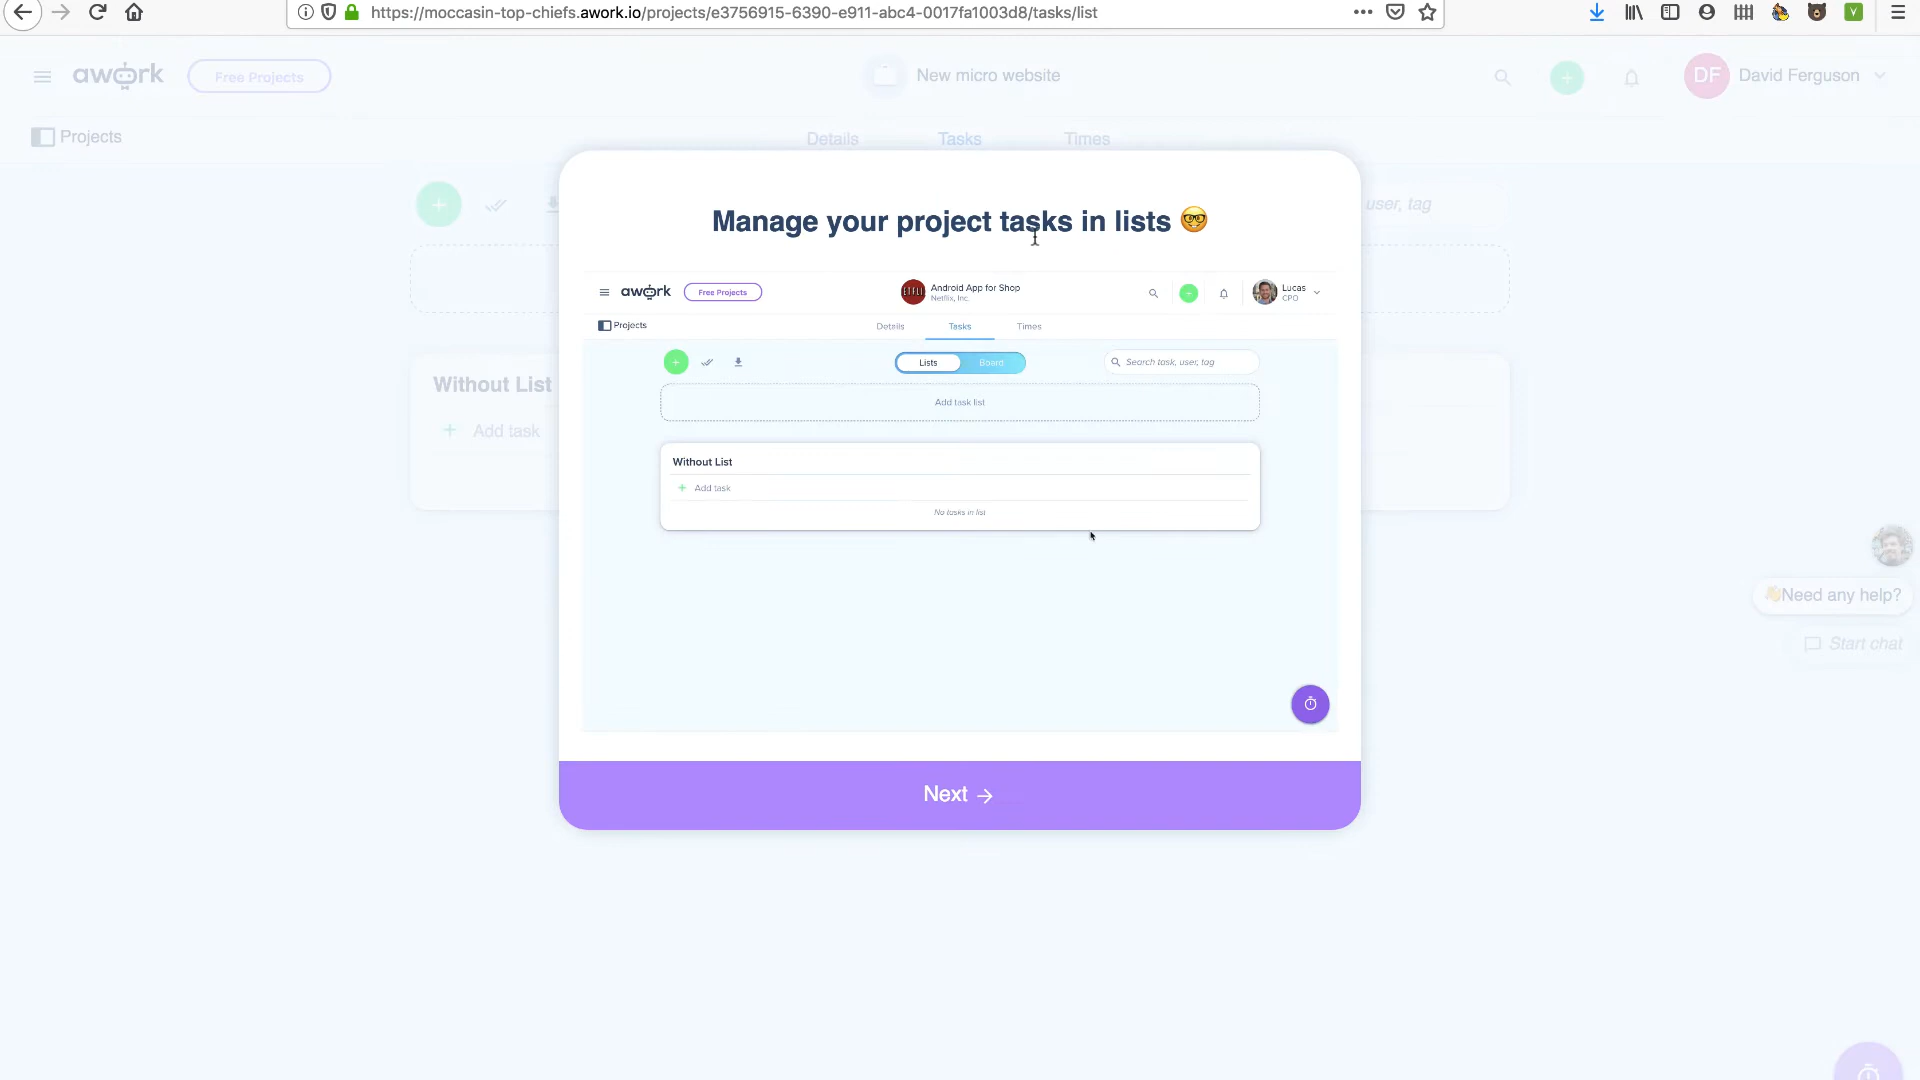 https://moccasin-top-chiefs.awork.io/projects/e3756915-6390-e911-abc4-0017fa1003d8/tasks/list
awork
Free Projects
New micro website
DF
David Ferguson
Projects
Details
Tasks
Times
user, tag
Manage your project tasks in lists
awork
Free Projects
Android App for Shop
Netflix, Inc.
Lucas
CPO
Projects
Details
Tasks
Times
Lists
Board
Search task, user, tag
Add task list
Without List
Add task
Without List
Add task
No tasks in list
Need any help?
Start chat
Next →